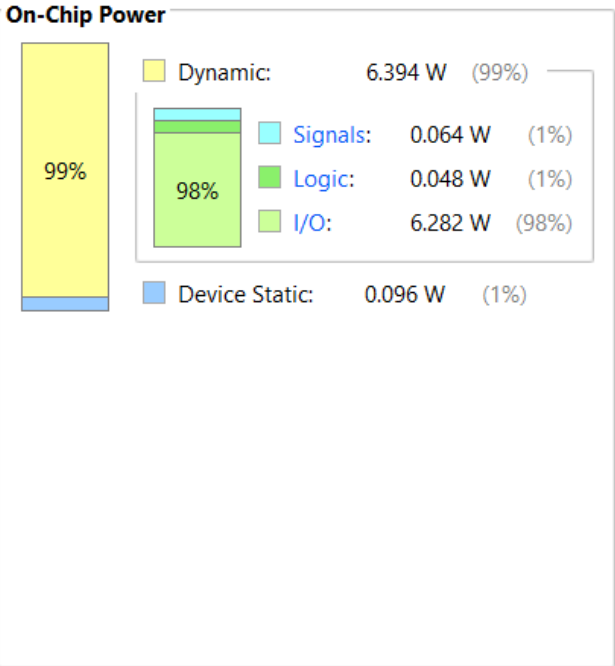 On-Chip Power
Dynamic: 6.394 W (99%)
99%
98%
Signals: 0.064 W (1%)
Logic: 0.048 W (1%)
I/O: 6.282 W (98%)
Device Static: 0.096 W (1%)